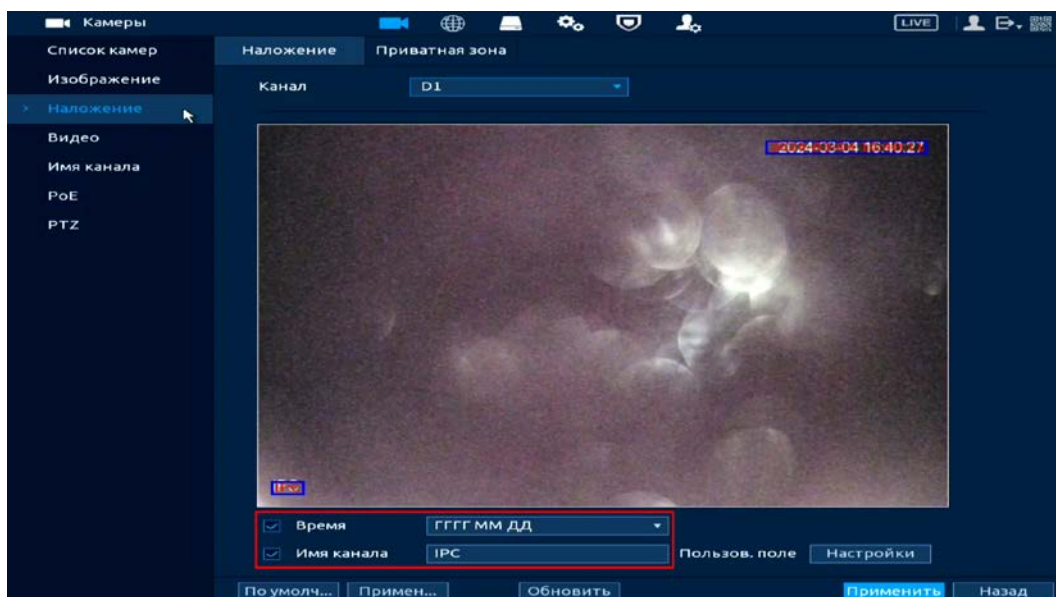 Камеры LIVE
Список камер
Изображение
Наложение
Видео
Имя канала
PoE
PTZ
Наложение Приватная зона
Канал D1
2024-03-04 16:40:27
Время ГГГГ ММ ДД
Имя канала IPC Пользов. поле Настройки
По умолч... Примен... Обновить Применить Назад